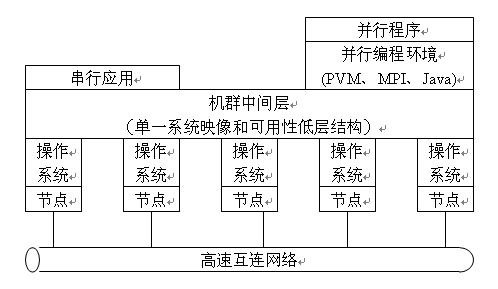 并行程序
并行编程环境
(PVM、MPI、Java)
串行应用
机群中间层
（单一系统映像和可用性低层结构）
操作
系统
节点
操作
系统
节点
操作
系统
节点
操作
系统
节点
操作
系统
节点
高速互连网络